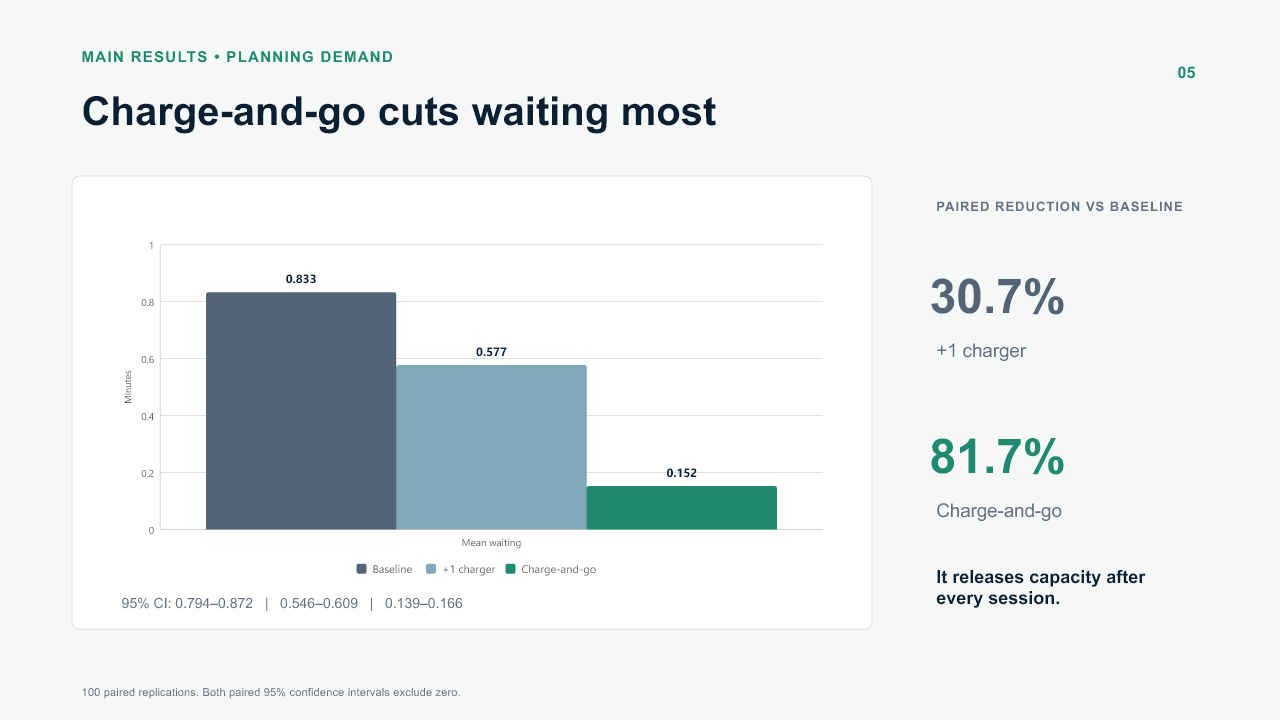 MAIN RESULTS • PLANNING DEMAND
05
Charge-and-go cuts waiting most
1
0.8
0.6
0.4
0.2
0
Minutes
0.833
0.577
0.152
Mean waiting
Baseline
+1 charger
Charge-and-go
95% CI: 0.794–0.872 | 0.546–0.609 | 0.139–0.166
PAIRED REDUCTION VS BASELINE
30.7%
+1 charger
81.7%
Charge-and-go
It releases capacity after
every session.
100 paired replications. Both paired 95% confidence intervals exclude zero.